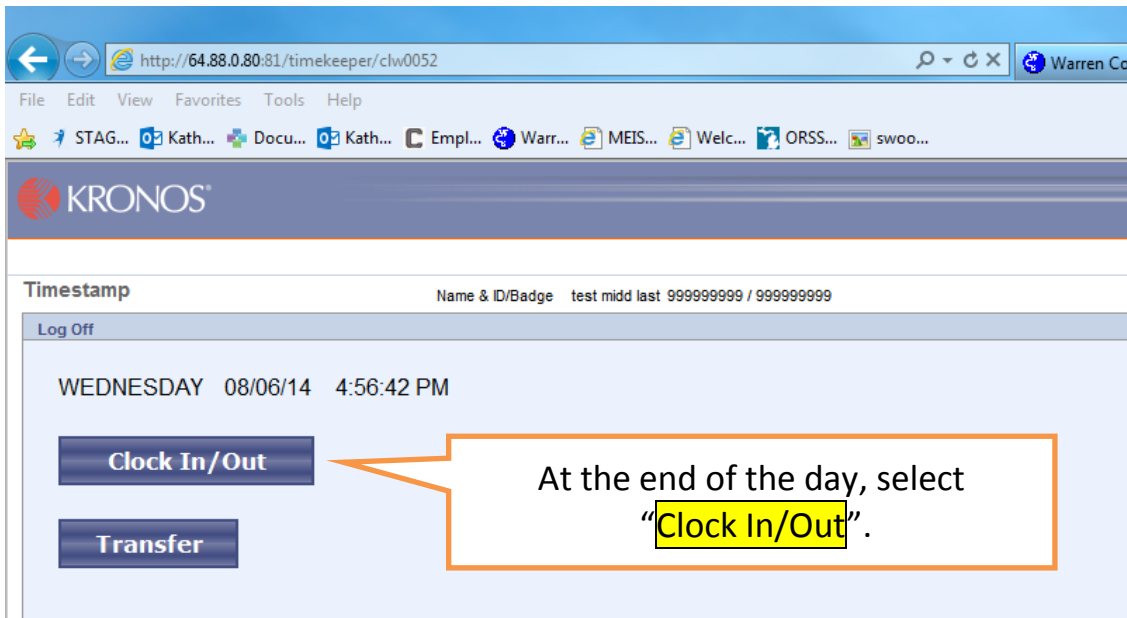 http://64.88.0.80:81/timekeeper/clw0052
Warren Co
File Edit View Favorites Tools Help
STAG... Kath... Docu... Kath... Empl... Warr... MEIS... Welc... ORSS... swoo...
KRONOS®
Timestamp
Name & ID/Badge test midd last 999999999 / 999999999
Log Off
WEDNESDAY 08/06/14 4:56:42 PM
Clock In/Out
At the end of the day, select
“Clock In/Out”.
Transfer